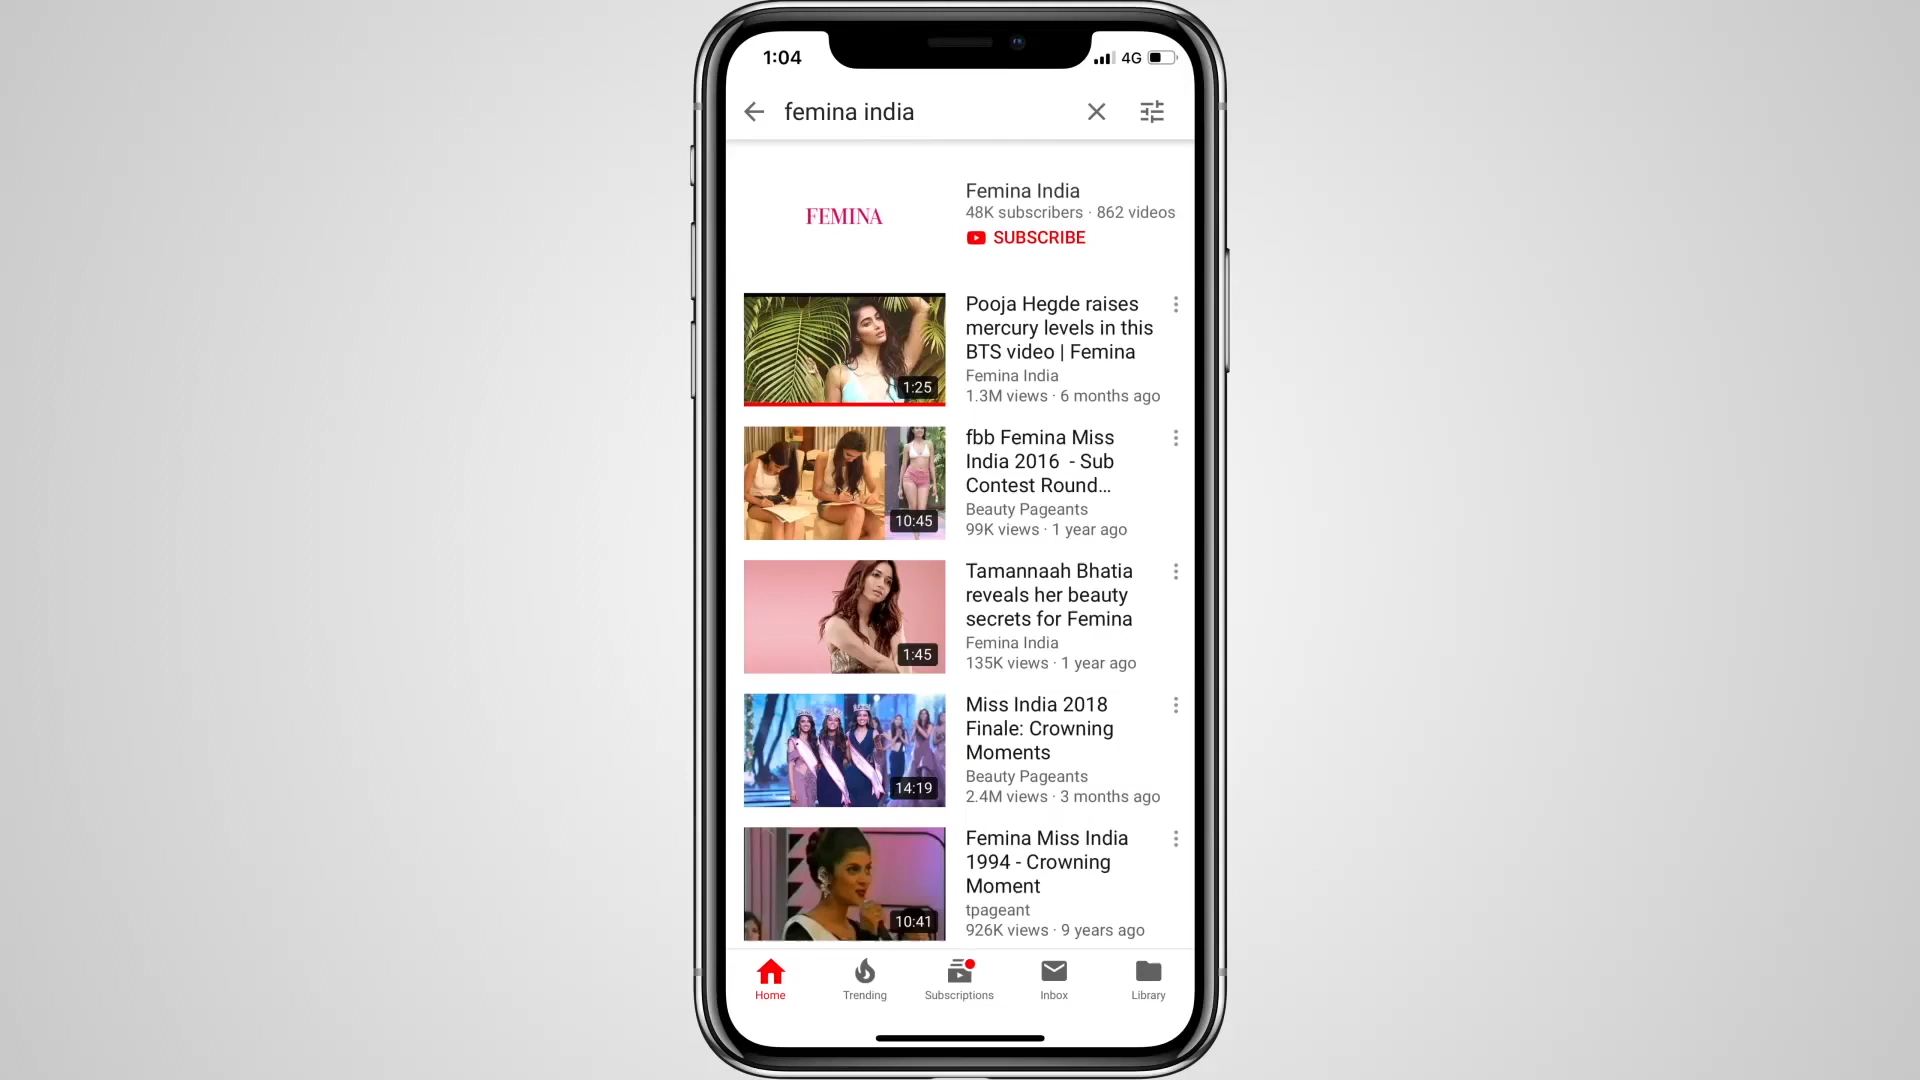 1:04
4G
femina india
FEMINA
Femina India
48K subscribers · 862 videos
SUBSCRIBE
Pooja Hegde raises
mercury levels in this
BTS video | Femina
Femina India
1.3M views · 6 months ago
1:25
fbb Femina Miss
India 2016 - Sub
Contest Round...
Beauty Pageants
99K views · 1 year ago
10:45
Tamannaah Bhatia
reveals her beauty
secrets for Femina
Femina India
135K views · 1 year ago
1:45
Miss India 2018
Finale: Crowning
Moments
Beauty Pageants
2.4M views · 3 months ago
14:19
Femina Miss India
1994 - Crowning
Moment
tpageant
926K views · 9 years ago
10:41
Home
Trending
Subscriptions
Inbox
Library